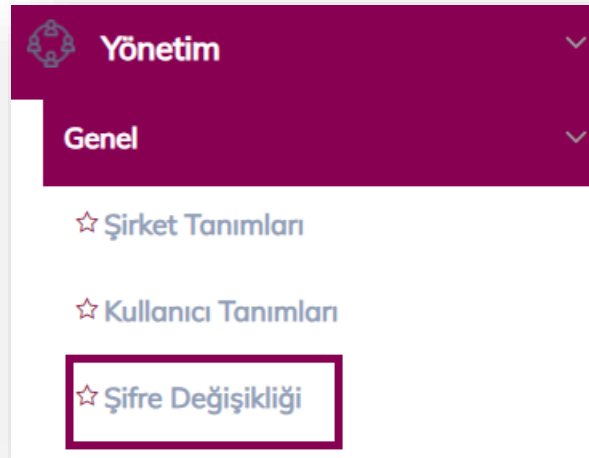 Yönetim
Genel
Şirket Tanımları
Kullanıcı Tanımları
Şifre Değişikliği